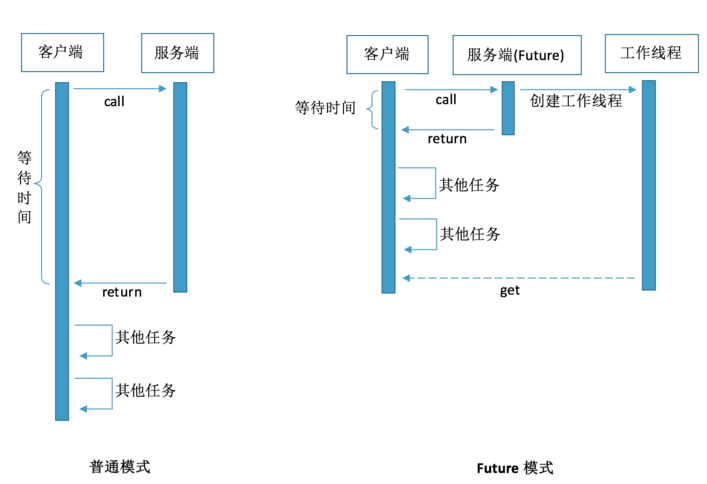 客户端
服务端
call
等待时间
return
其他任务
其他任务
普通模式
客户端
服务端(Future)
工作线程
等待时间
call
创建工作线程
return
其他任务
其他任务
get
Future 模式